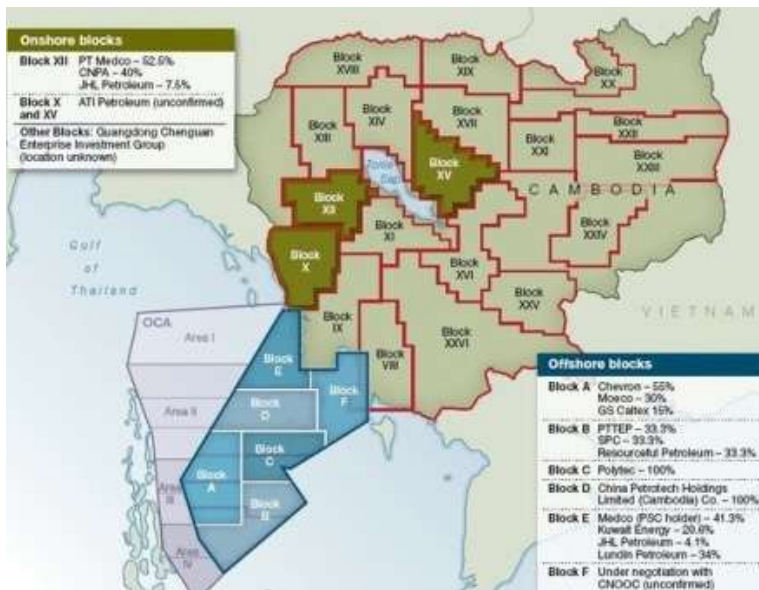 Onshore blocks
Block XII PT Medco – 52.5%
CNPA – 40%
JHL Petroleum – 7.5%
Block X ATI Petroleum (unconfirmed)
and XV
Other Blocks: Guangdong Chenguan
Enterprise Investment Group
(location unknown)
Block
XVIII
Block
XIX
Block
XX
Block
XIII
Block
XIV
Block
XVII
Block
XXI
Block
XXII
Block
XXIII
Tonle
Sap
Block
XV
CAMBODIA
Block
XII
Block
XI
Block
XXIV
Block
X
Block
XVI
Block
XXV
Gulf
of
Thailand
Block
IX
Block
VIII
Block
XXVI
VIETNAM
OCA
Area I
Area II
Area
III
Area
IV
Block
E
Block
F
Block
D
Block
C
Block
A
Block
B
Offshore blocks
Block A Chevron – 55%
Moeco – 30%
GS Caltex 15%
Block B PTTEP – 33.3%
SPC – 33.3%
Resourceful Petroleum – 33.3%
Block C Polytec – 100%
Block D China Petrotech Holdings
Limited (Cambodia) Co. – 100%
Block E Medco (PSC holder) – 41.3%
Kuwait Energy – 20.6%
JHL Petroleum – 4.1%
Lundin Petroleum – 34%
Block F Under negotiation with
CNOOC (unconfirmed)